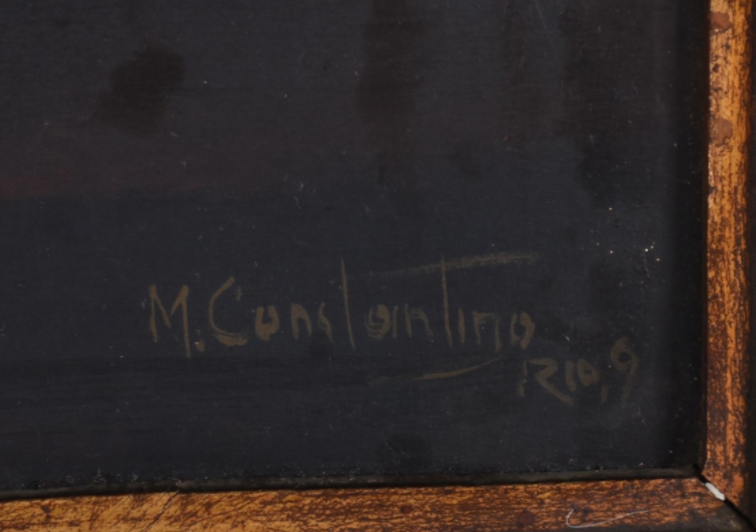 M. Constantino
RIO, 9